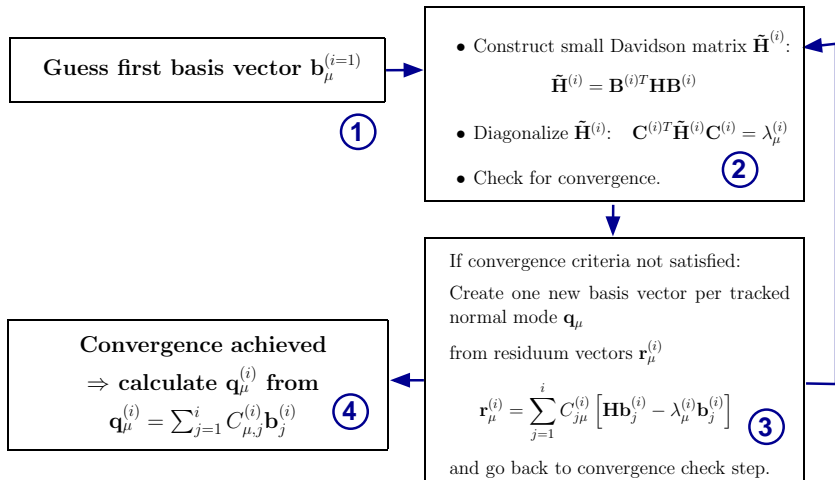 Guess first basis vector b_μ^(i=1)
1
• Construct small Davidson matrix H̃^(i):
H̃^(i) = B^(i)T HB^(i)
• Diagonalize H̃^(i): C^(i)T H̃^(i) C^(i) = λ_μ^(i)
• Check for convergence.
2
If convergence criteria not satisfied:
Create one new basis vector per tracked
normal mode q_μ
from residuum vectors r_μ^(i)
r_μ^(i) = ∑_{j=1}^{i} C_{jμ}^(i) [Hb_j^(i) − λ_μ^(i) b_j^(i)]
3
and go back to convergence check step.
Convergence achieved
⇒ calculate q_μ^(i) from
q_μ^(i) = ∑_{j=1}^{i} C_{μ,j}^(i) b_j^(i)
4